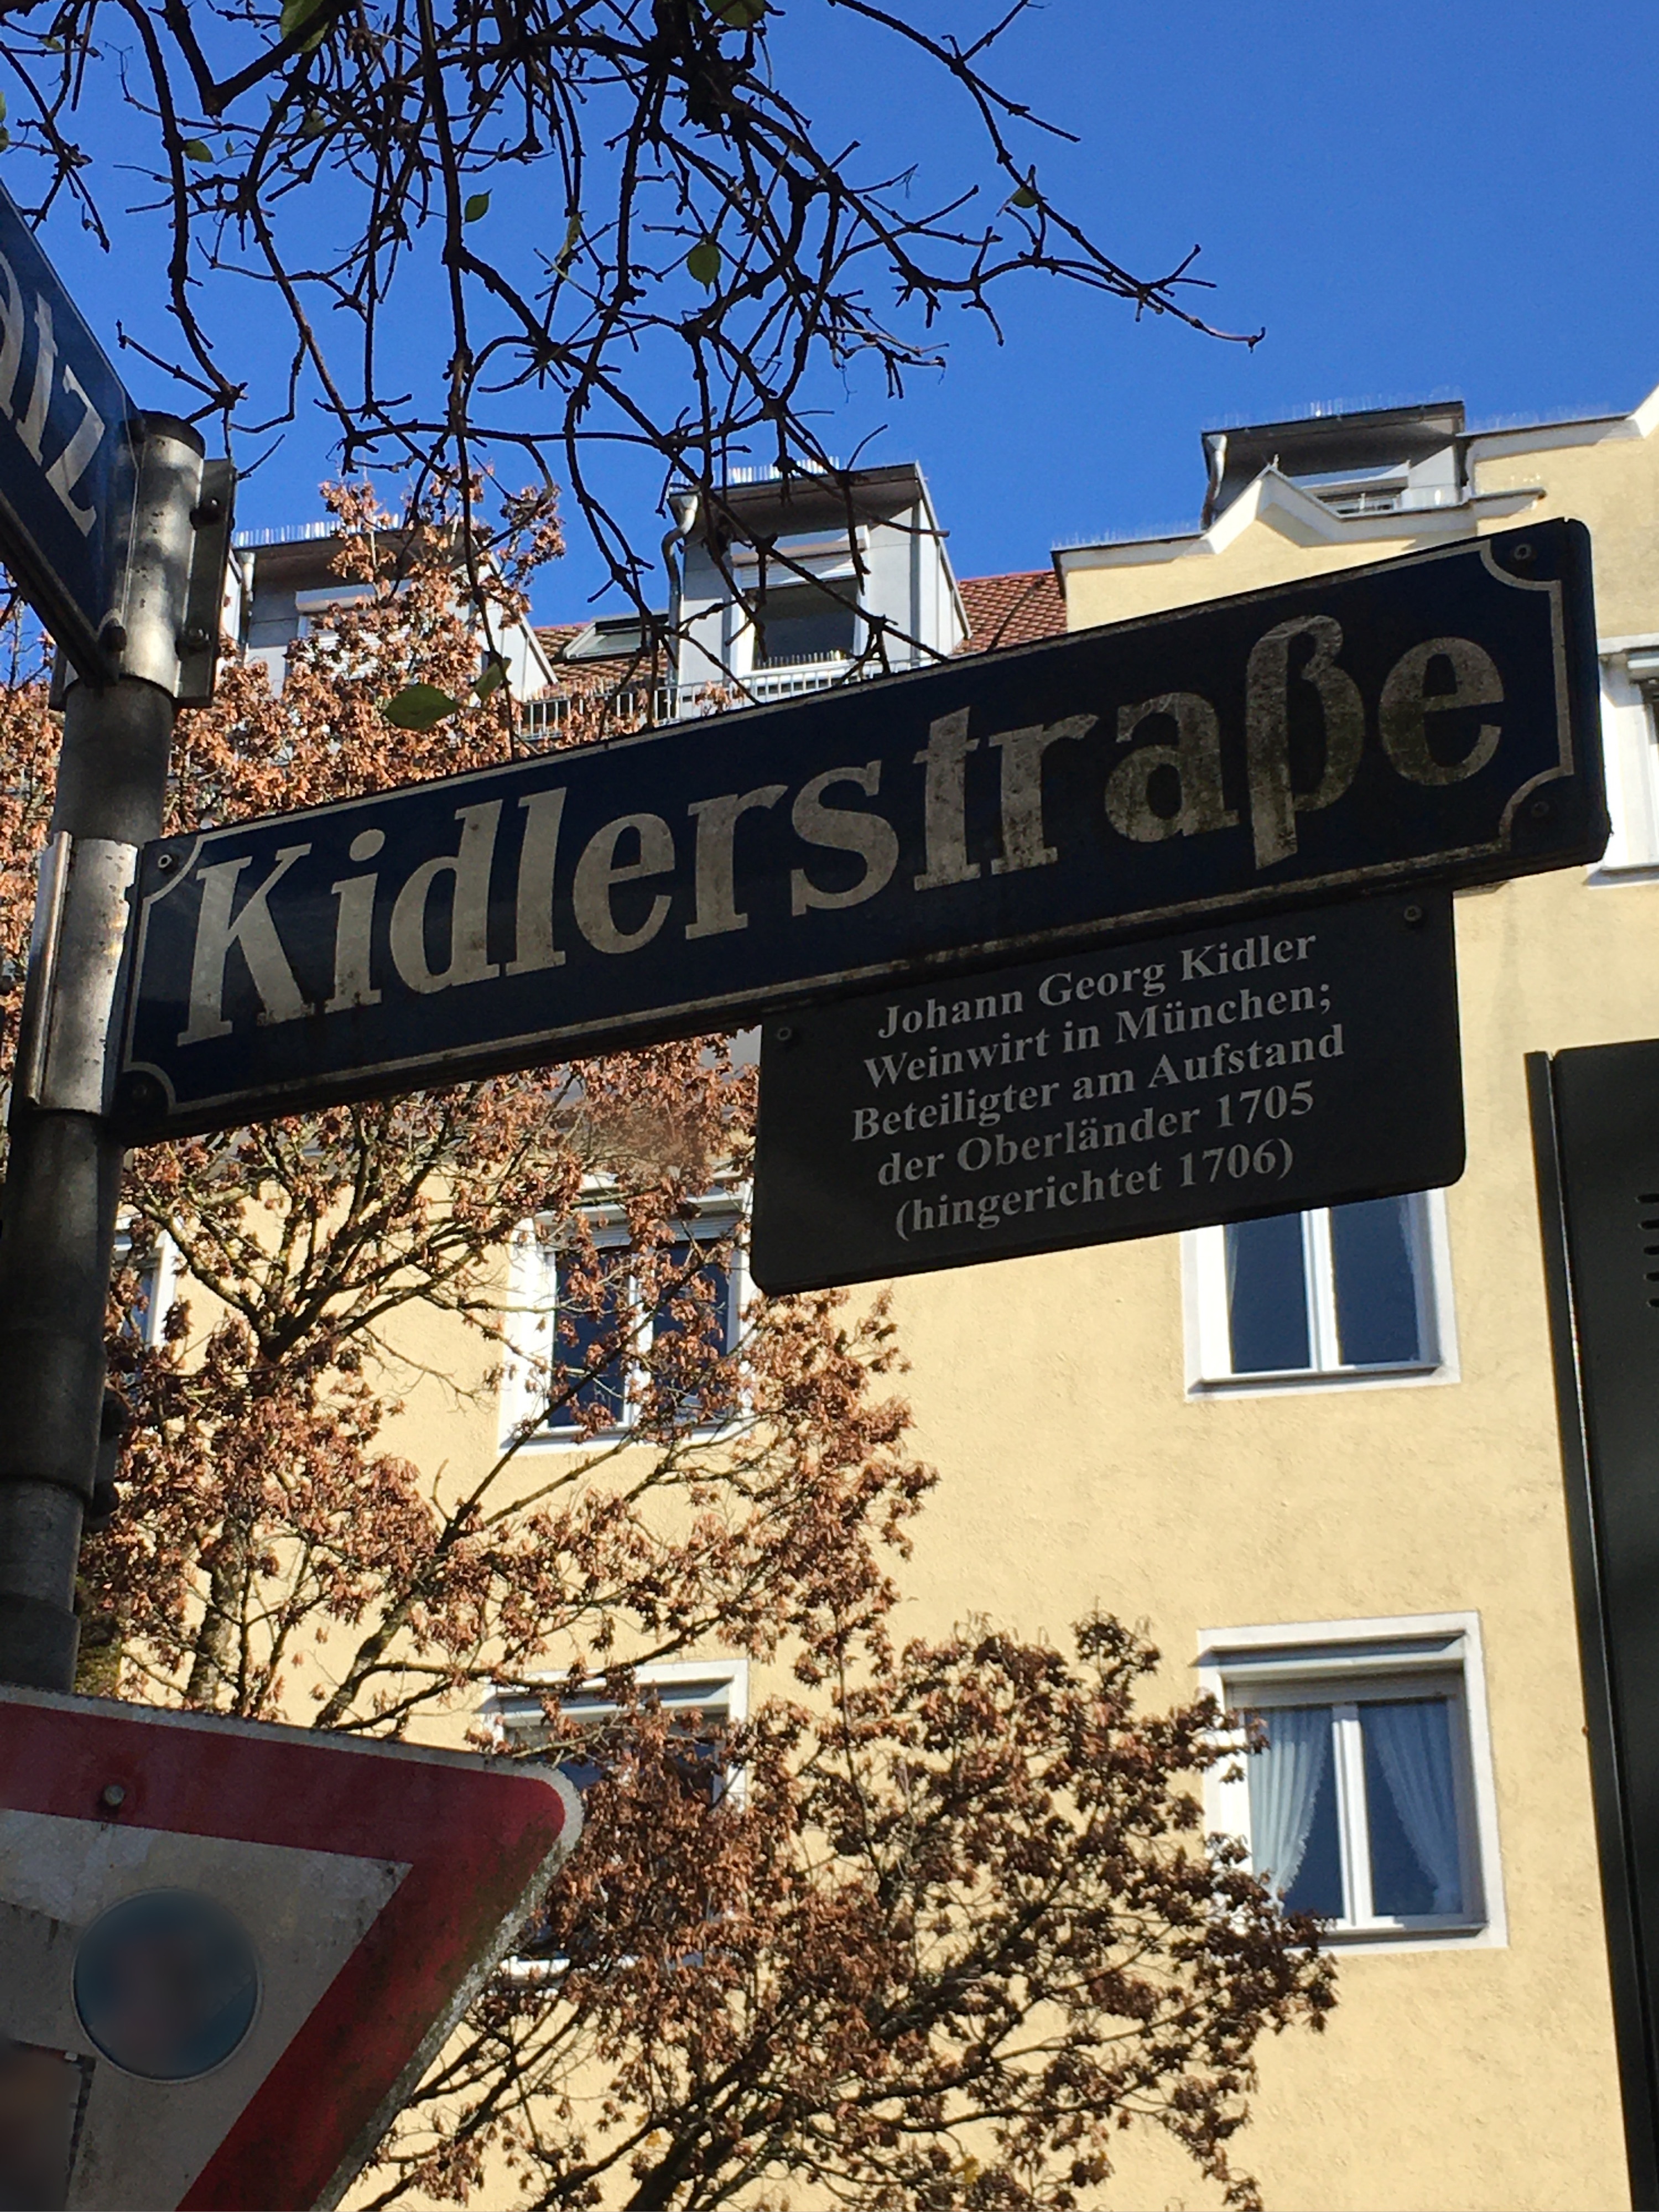 Kidlerstraße
Johann Georg Kidler
Weinwirt in München;
Beteiligter am Aufstand
der Oberländer 1705
(hingerichtet 1706)